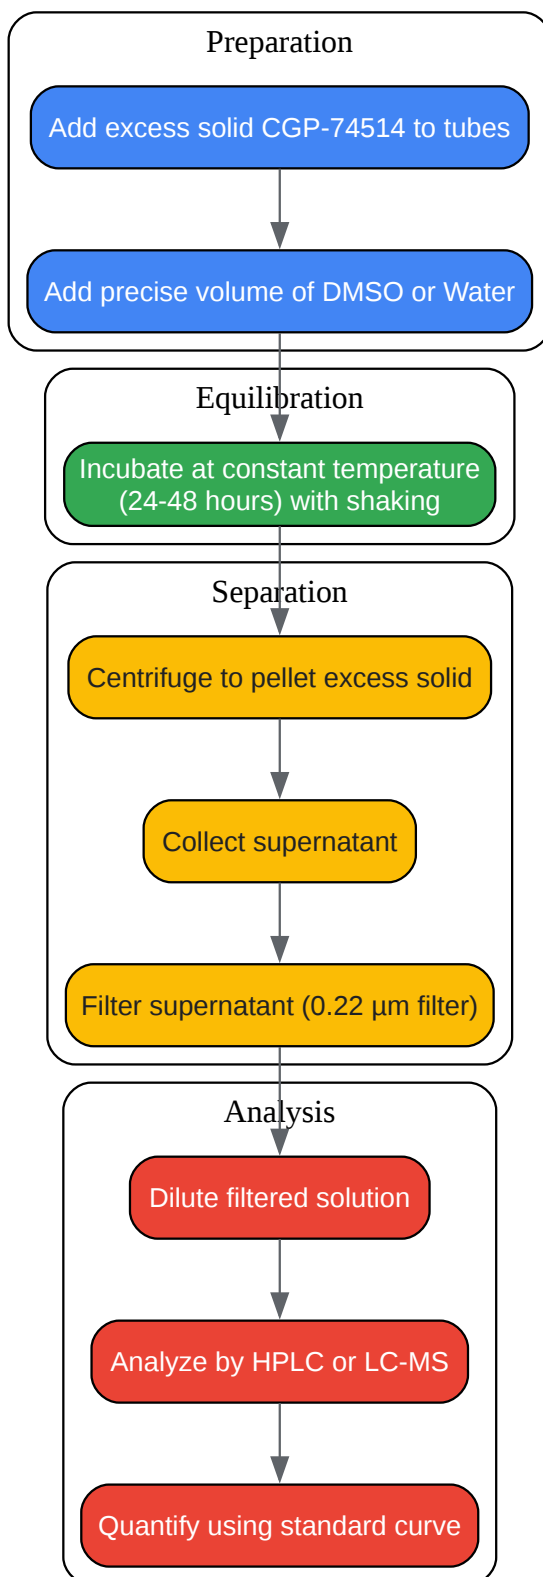 Preparation
Add excess solid CGP-74514 to tubes
Add precise volume of DMSO or Water
Equilibration
Incubate at constant temperature
(24-48 hours) with shaking
Separation
Centrifuge to pellet excess solid
Collect supernatant
Filter supernatant (0.22 µm filter)
Analysis
Dilute filtered solution
Analyze by HPLC or LC-MS
Quantify using standard curve